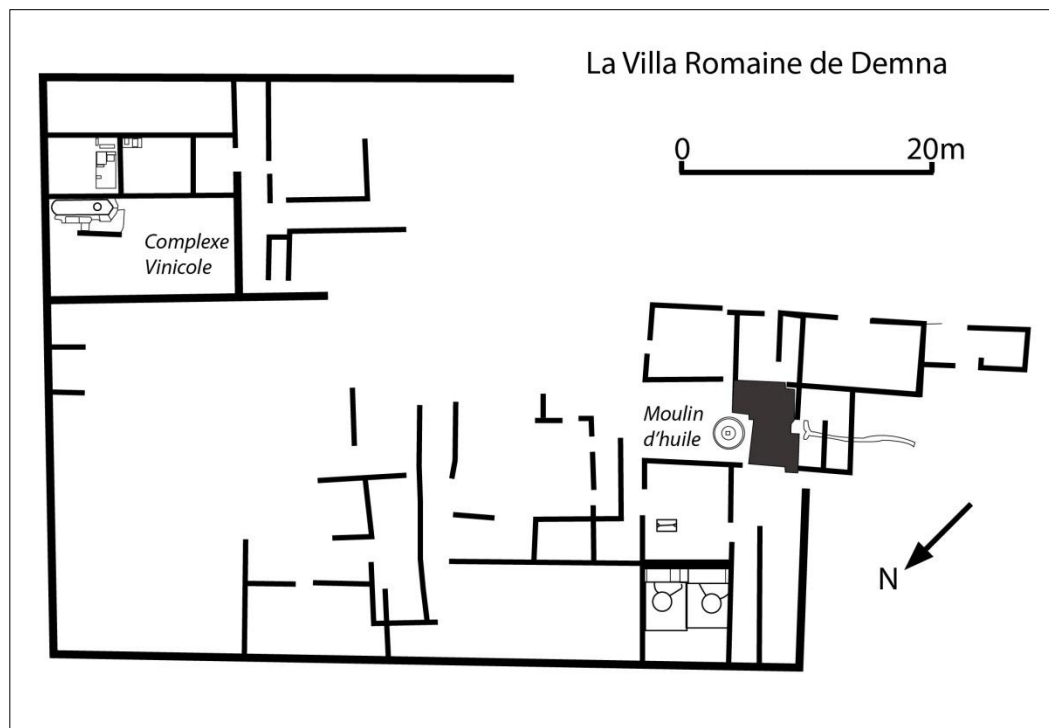 La Villa Romaine de Demna
0 20m
Complexe
Vinicole
Moulin
d'huile
N